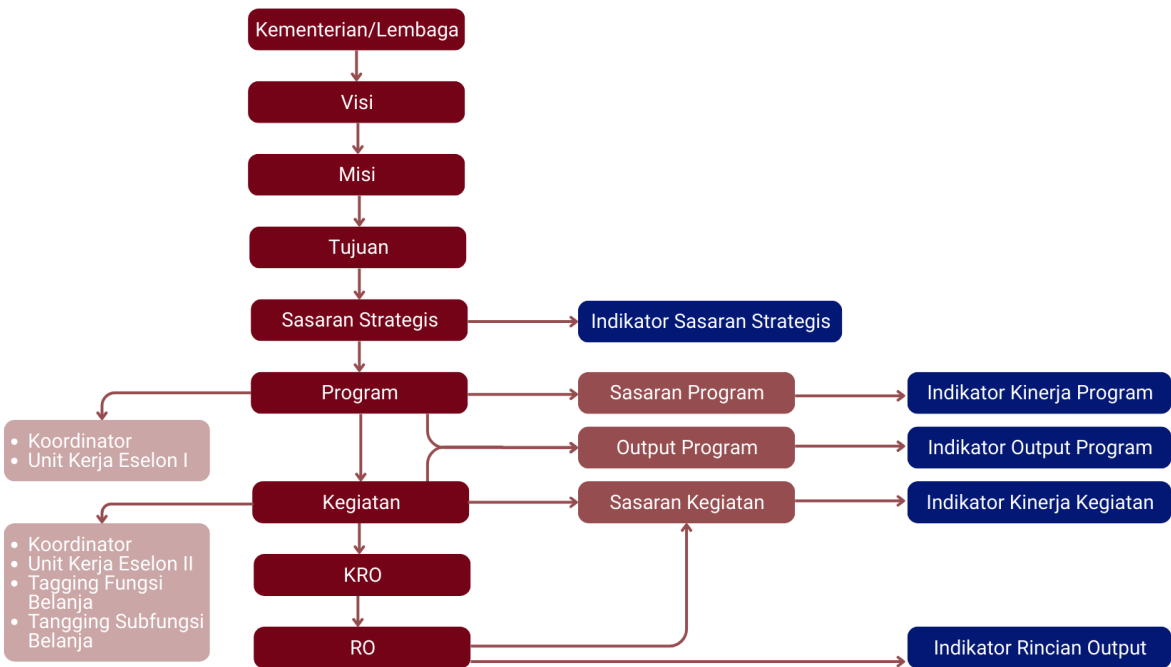 Kementerian/Lembaga
Visi
Misi
Tujuan
Sasaran Strategis
Indikator Sasaran Strategis
Program
Sasaran Program
Indikator Kinerja Program
• Koordinator
• Unit Kerja Eselon I
Output Program
Indikator Output Program
Kegiatan
Sasaran Kegiatan
Indikator Kinerja Kegiatan
• Koordinator
• Unit Kerja Eselon II
• Tagging Fungsi
Belanja
• Tangging Subfungsi
Belanja
KRO
RO
Indikator Rincian Output